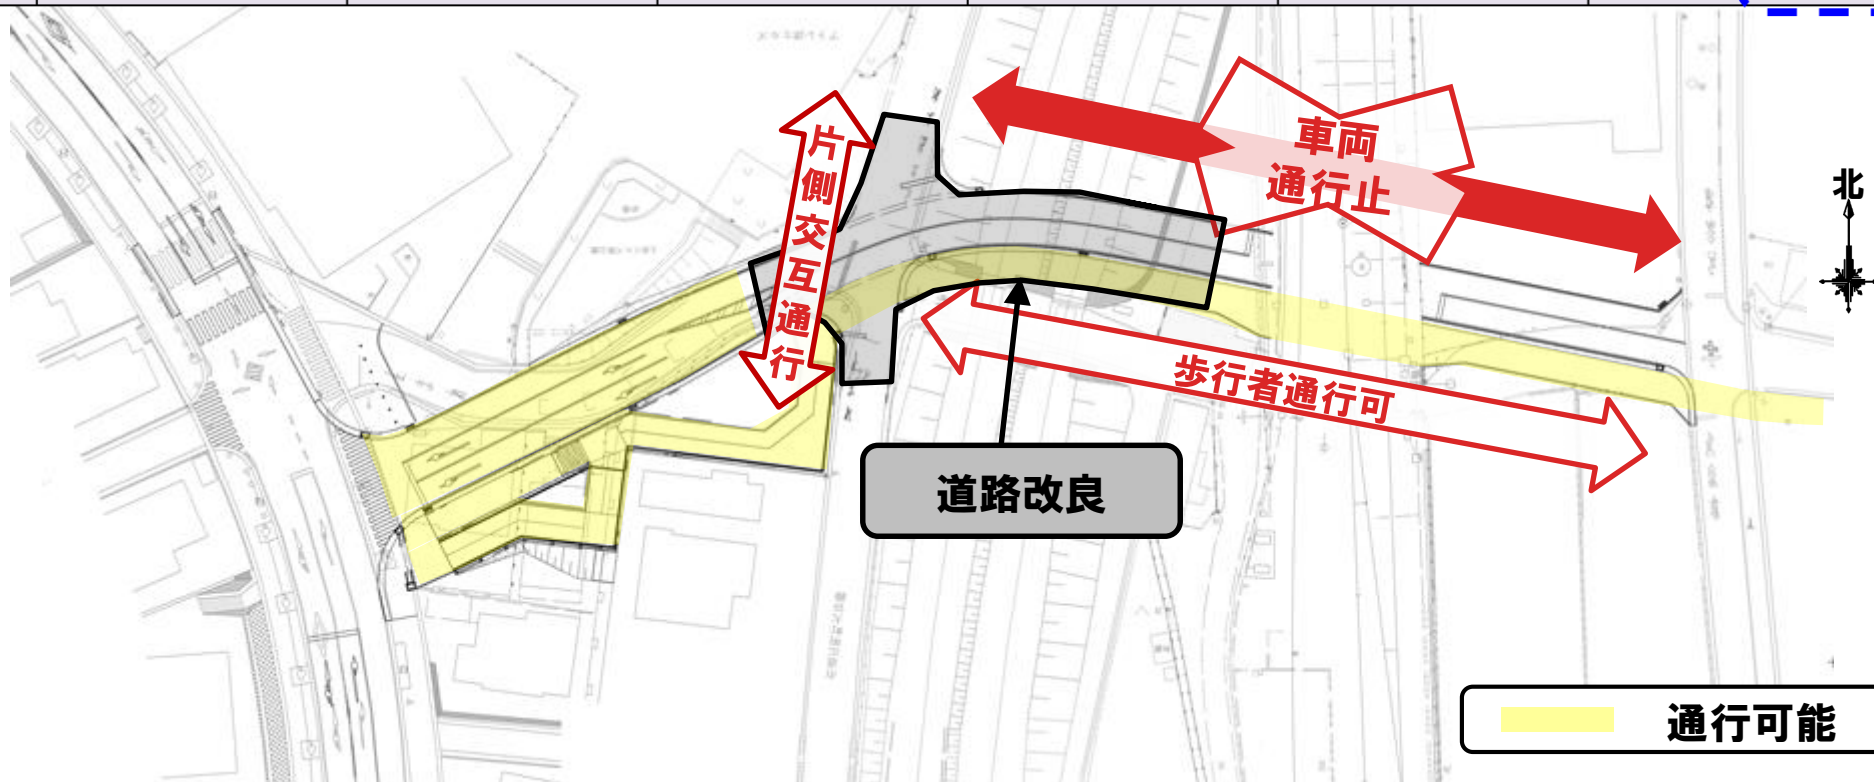 片側交互通行
車両
通行止
北
歩行者通行可
道路改良
通行可能